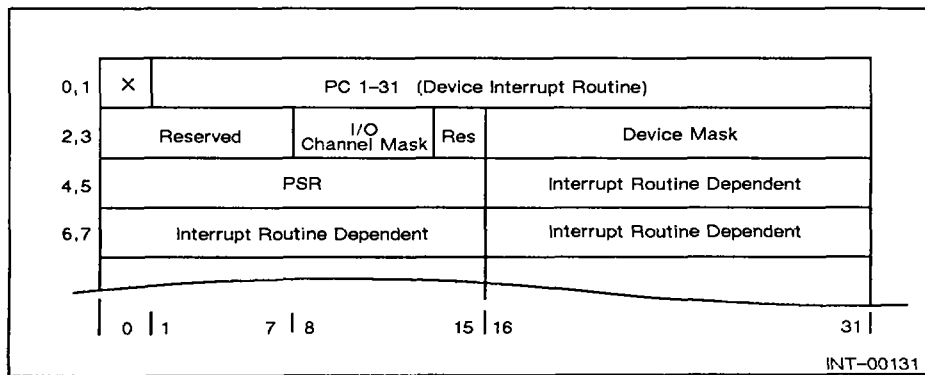 0,1 × PC 1-31 (Device Interrupt Routine)
2,3 Reserved I/O Channel Mask Res Device Mask
4,5 PSR Interrupt Routine Dependent
6,7 Interrupt Routine Dependent Interrupt Routine Dependent
0 1 7 8 15 16 31
INT-00131